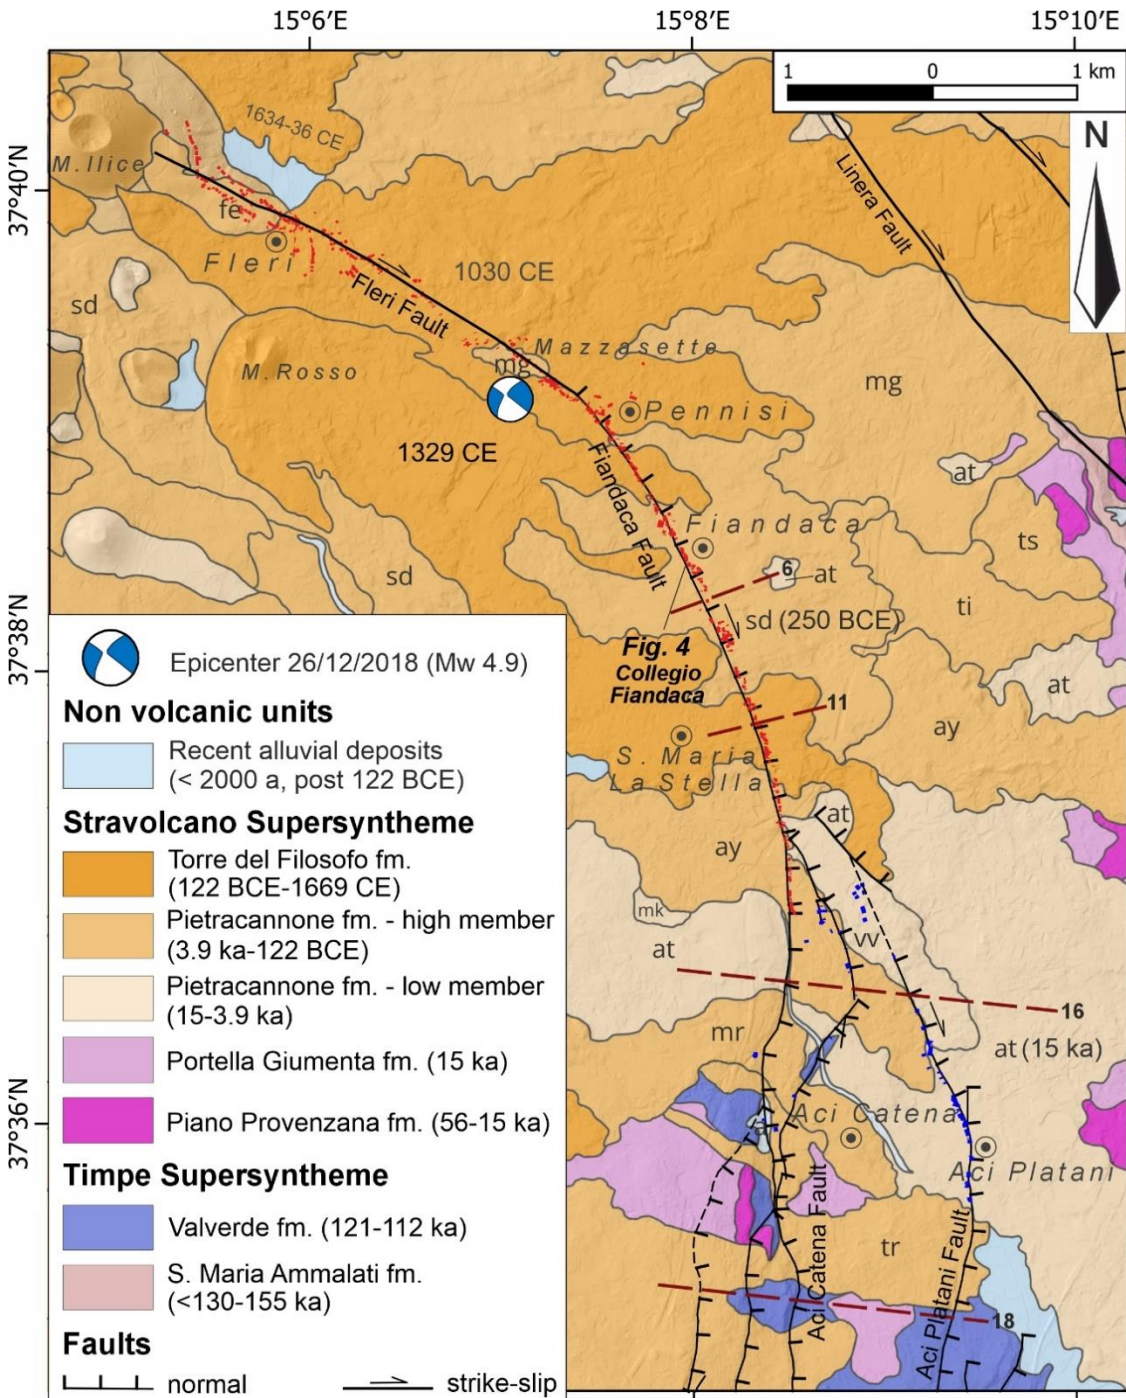 15°6′E
15°8′E
15°10′E
1
0
1 km
N
37°40′N
37°38′N
37°36′N
1634-36 CE
M. Ilice
fe
Fleri
1030 CE
Fleri Fault
Linera Fault
sd
M. Rosso
Mazzasette
mg
mg
Pennisi
1329 CE
Fiandaca Fault
at
Fiandaca
ts
sd
6
at
ti
sd (250 BCE)
Fig. 4
Collegio
Fiandaca
at
11
S. Maria
La Stella
ay
at
ay
mk
at
vv
16
mr
at (15 ka)
Aci Catena
Aci Platani
Aci Catena Fault
tr
Aci Platani Fault
18
Epicenter 26/12/2018 (Mw 4.9)
Non volcanic units
Recent alluvial deposits
(< 2000 a, post 122 BCE)
Stravolcano Supersyntheme
Torre del Filosofo fm.
(122 BCE-1669 CE)
Pietracannone fm. - high member
(3.9 ka-122 BCE)
Pietracannone fm. - low member
(15-3.9 ka)
Portella Giumenta fm. (15 ka)
Piano Provenzana fm. (56-15 ka)
Timpe Supersyntheme
Valverde fm. (121-112 ka)
S. Maria Ammalati fm.
(<130-155 ka)
Faults
normal
strike-slip